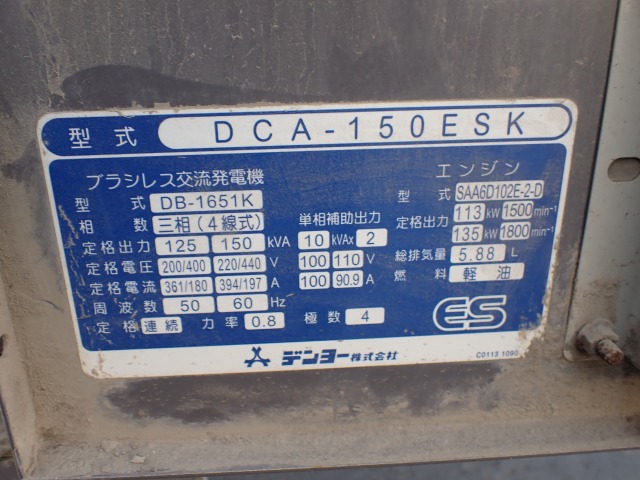 型式 DCA-150ESK
ブラシレス交流発電機
型式 DB-1651K
相数 三相(4線式)
定格出力 125 150 kVA
定格電圧 200/400 220/440 V
定格電流 361/180 394/197 A
周波数 50 60 Hz
定格 連続 力率 0.8 極数 4
単相補助出力
10 kVAx 2
100 110 V
100 90.9 A
エンジン
型式 SAA6D102E-2-D
定格出力 113 kW 1500 min⁻¹
135 kW 1800 min⁻¹
総排気量 5.88 L
燃料 軽油
ES
デンヨー株式会社
C0113 1090